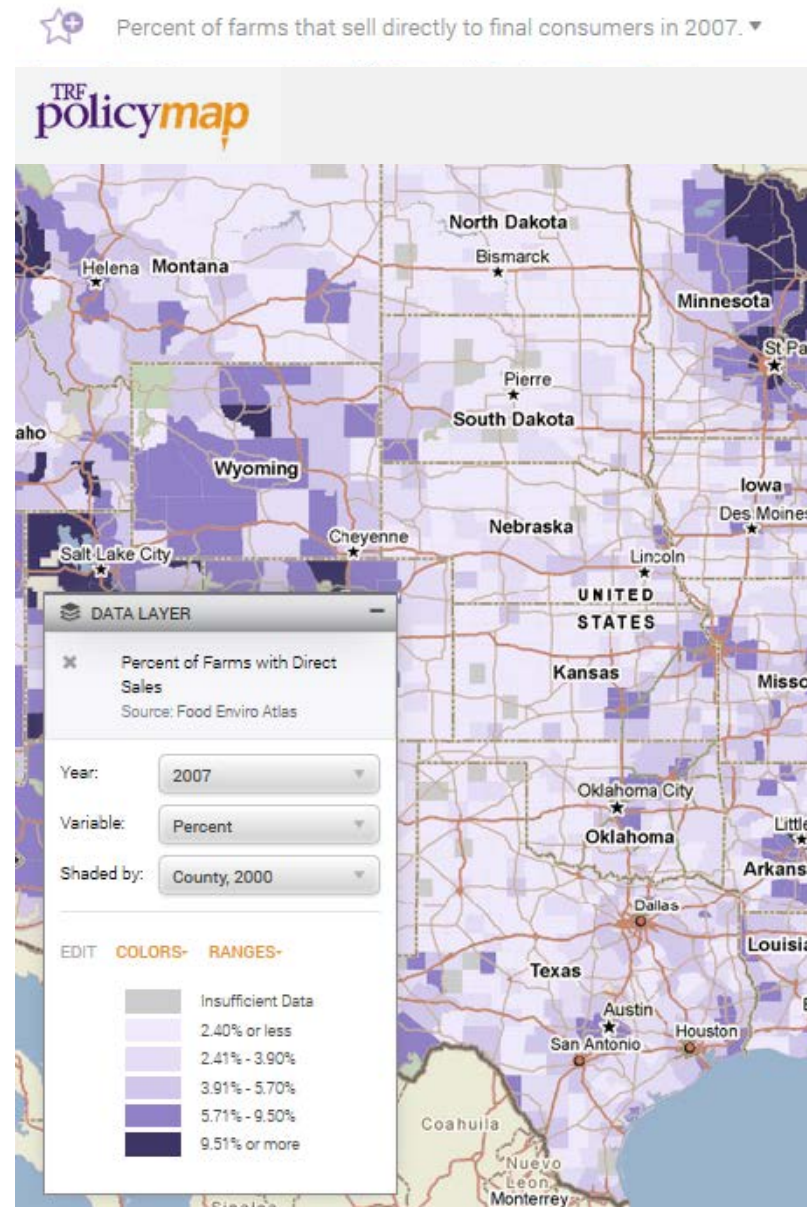 Percent of farms that sell directly to final consumers in 2007. ▼
TRF
policymap
North Dakota
Bismarck
Helena Montana
Minnesota
St Pa
Pierre
South Dakota
aho
Wyoming
Iowa
Des Moines
Nebraska
Cheyenne
Salt Lake City
Lincoln
UNITED
STATES
Kansas
Misso
Oklahoma City
Oklahoma
Little
Arkans
Dallas
Louisia
Texas
Austin
San Antonio
Houston
Coahuila
Nuevo
Leon
Monterrey
DATA LAYER
Percent of Farms with Direct
Sales
Source: Food Enviro Atlas
Year: 2007
Variable: Percent
Shaded by: County, 2000
EDIT COLORS- RANGES-
Insufficient Data
2.40% or less
2.41% - 3.90%
3.91% - 5.70%
5.71% - 9.50%
9.51% or more